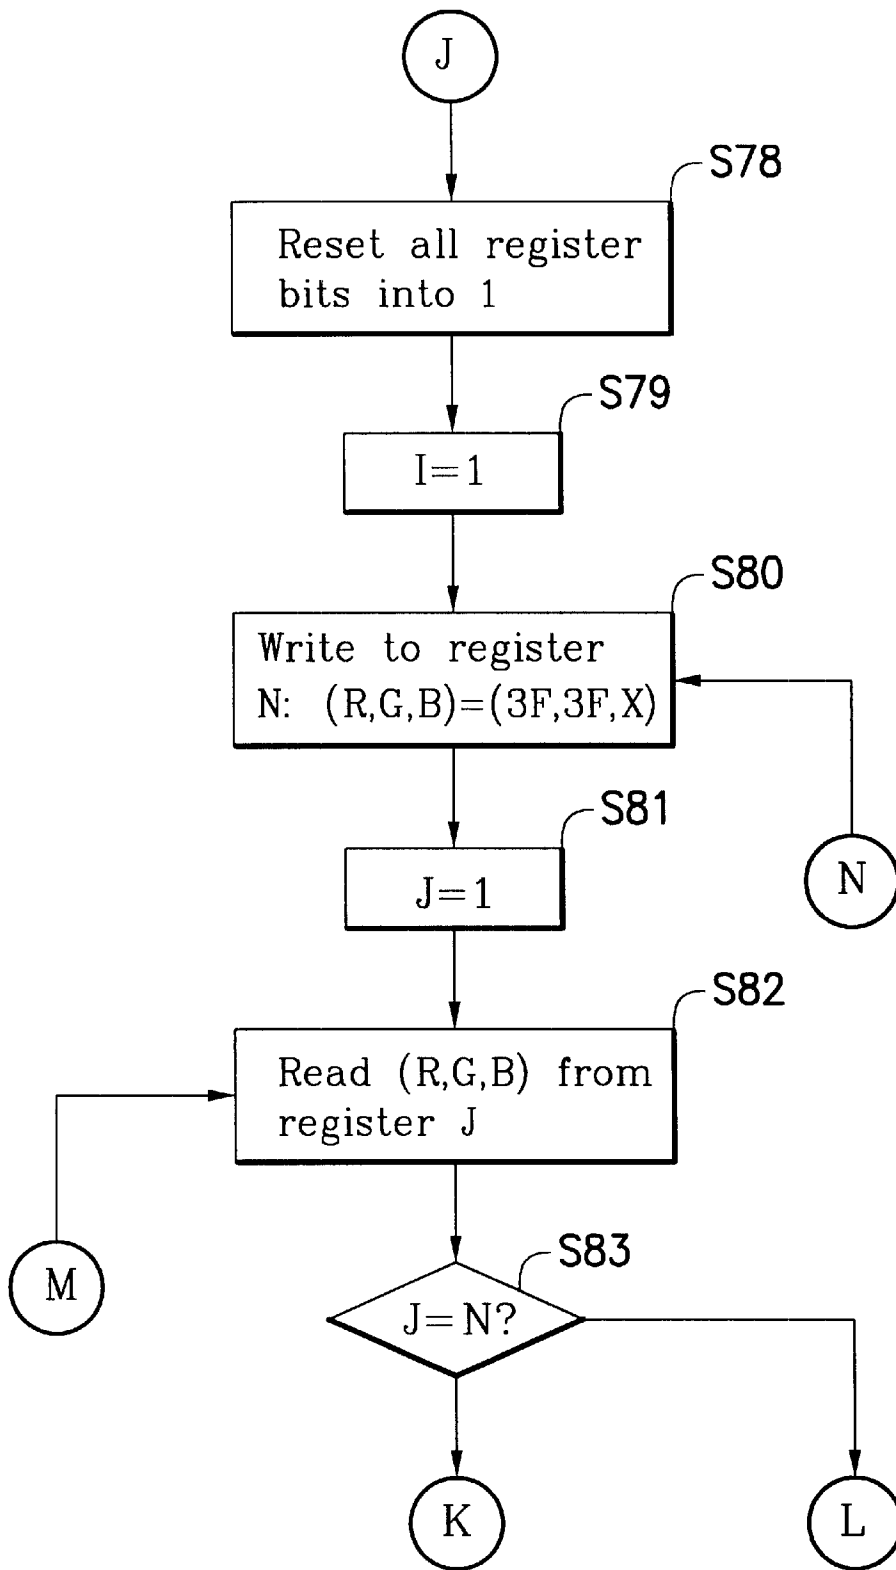 J
S78
Reset all register
bits into 1
S79
I=1
S80
Write to register
N: (R,G,B)=(3F,3F,X)
S81
J=1
N
S82
Read (R,G,B) from
register J
M
S83
J=N?
K
L